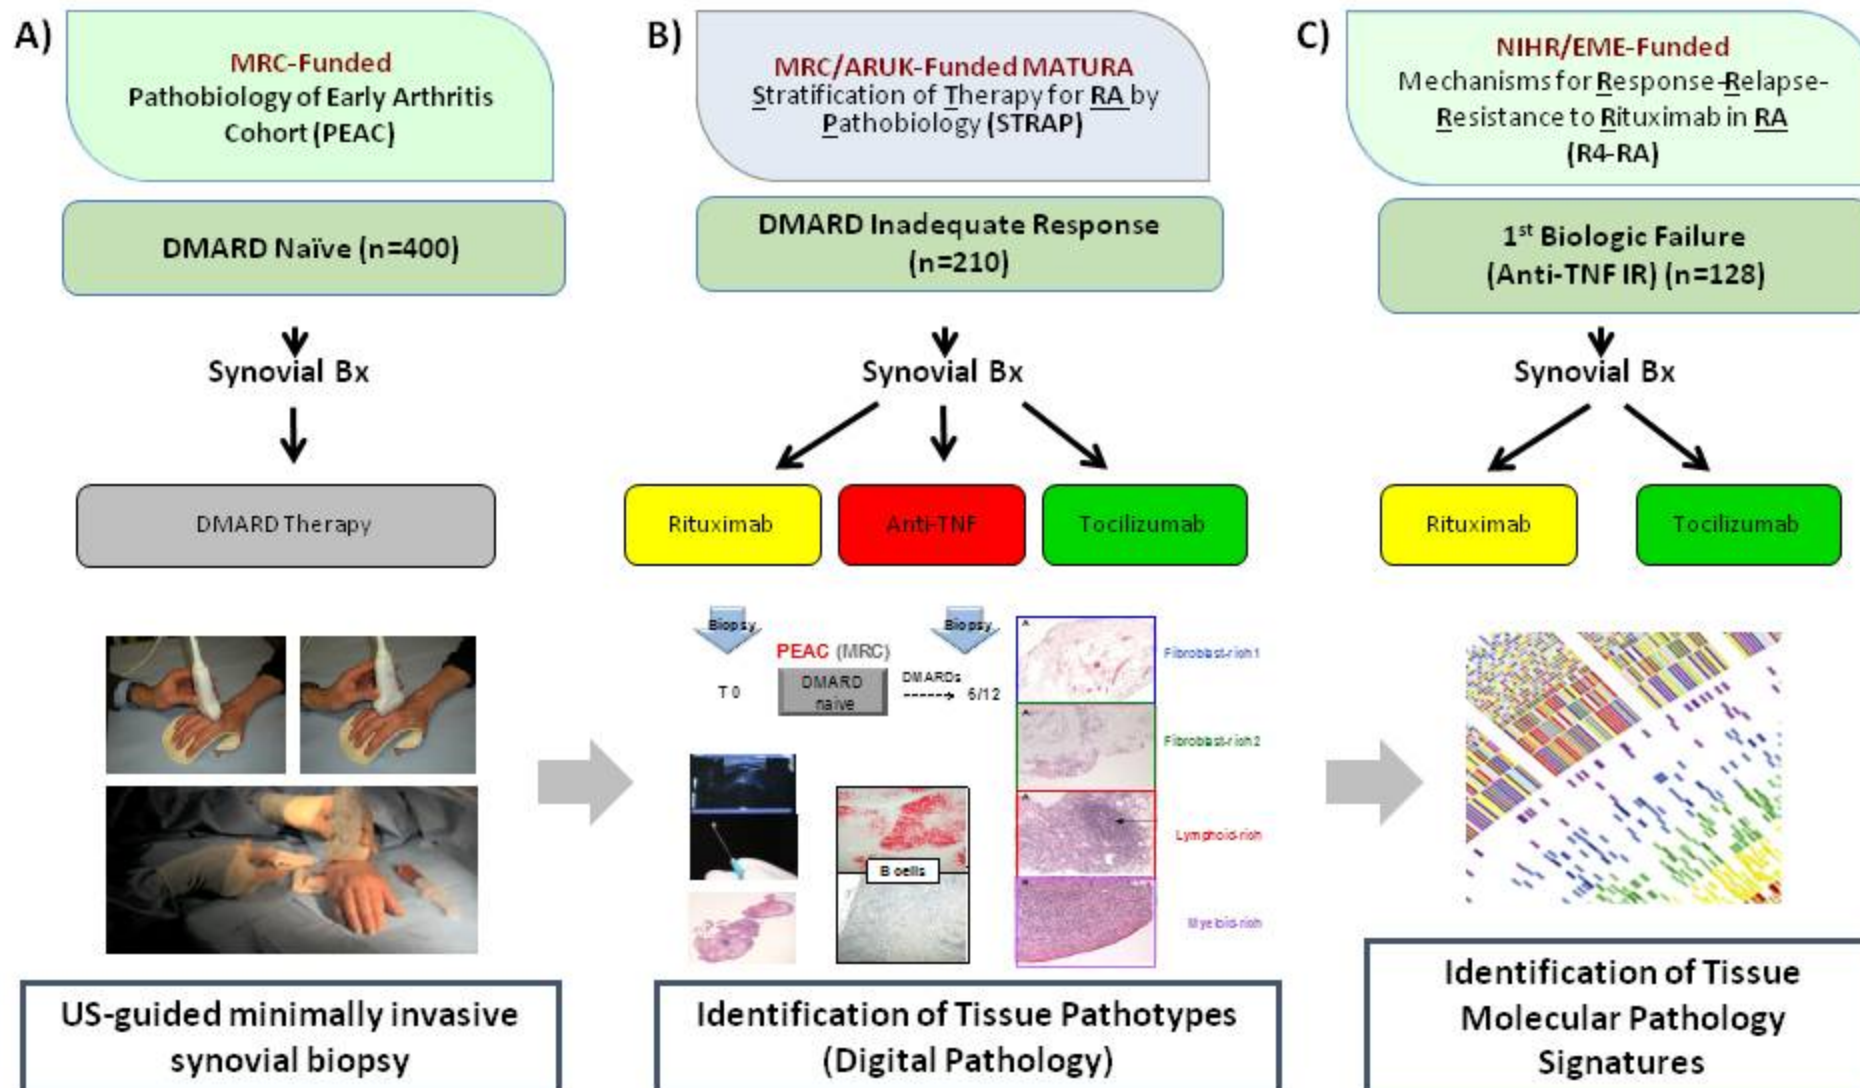 A)
MRC-Funded
Pathobiology of Early Arthritis
Cohort (PEAC)
DMARD Naïve (n=400)
Synovial Bx
DMARD Therapy
US-guided minimally invasive
synovial biopsy
B)
MRC/ARUK-Funded MATURA
Stratification of Therapy for RA by
Pathobiology (STRAP)
DMARD Inadequate Response
(n=210)
Synovial Bx
Rituximab
Anti-TNF
Tocilizumab
Biopsy
Biopsy
PEAC (MRC)
T 0
DMARD
naive
DMARDs
6/12
B cells
A
Fibroblast-rich 1
A
Fibroblast-rich 2
A
Lymphoid-rich
Myeloid-rich
Identification of Tissue Pathotypes
(Digital Pathology)
C)
NIHR/EME-Funded
Mechanisms for Response-Relapse-
Resistance to Rituximab in RA
(R4-RA)
1st Biologic Failure
(Anti-TNF IR) (n=128)
Synovial Bx
Rituximab
Tocilizumab
Identification of Tissue
Molecular Pathology
Signatures